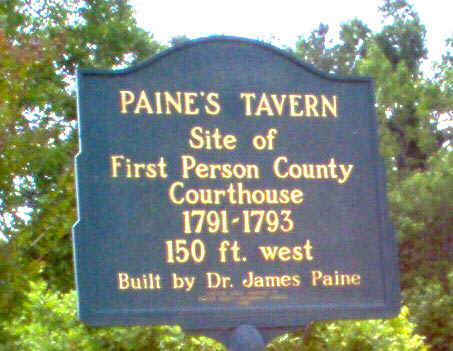 PAINE'S TAVERN
Site of
First Person County
Courthouse
1791-1793
150 ft. west
Built by Dr. James Paine